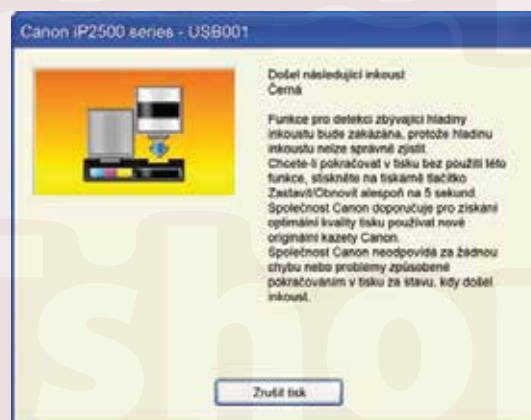 Canon iP2500 series - USB001
Došel následující inkoust
Černá
Funkce pro detekci zbývající hladiny
inkoustu bude zakázána, protože hladinu
inkoustu nelze správně zjistit.
Chcete-li pokračovat v tisku bez použití této
funkce, stiskněte na tiskárně tlačítko
Zastavit/Obnovit alespoň na 5 sekund.
Společnost Canon doporučuje pro získání
optimální kvality tisku používat nové
originální kazety Canon.
Společnost Canon neodpovídá za žádnou
chybu nebo problémy způsobené
pokračováním v tisku za stavu, kdy došel
inkoust.
Zrušit tisk